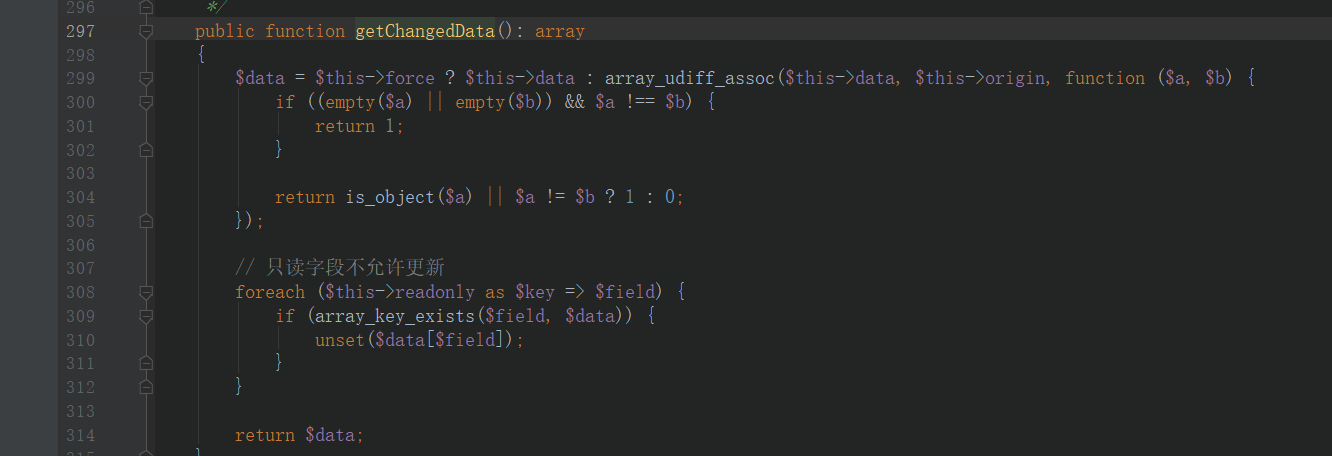 296 */
297 public function getChangedData(): array
298 {
299 $data = $this->force ? $this->data : array_udiff_assoc($this->data, $this->origin, function ($a, $b) {
300 if ((empty($a) || empty($b)) && $a !== $b) {
301 return 1;
302 }
303
304 return is_object($a) || $a != $b ? 1 : 0;
305 });
306
307 // 只读字段不允许更新
308 foreach ($this->readonly as $key => $field) {
309 if (array_key_exists($field, $data)) {
310 unset($data[$field]);
311 }
312 }
313
314 return $data;